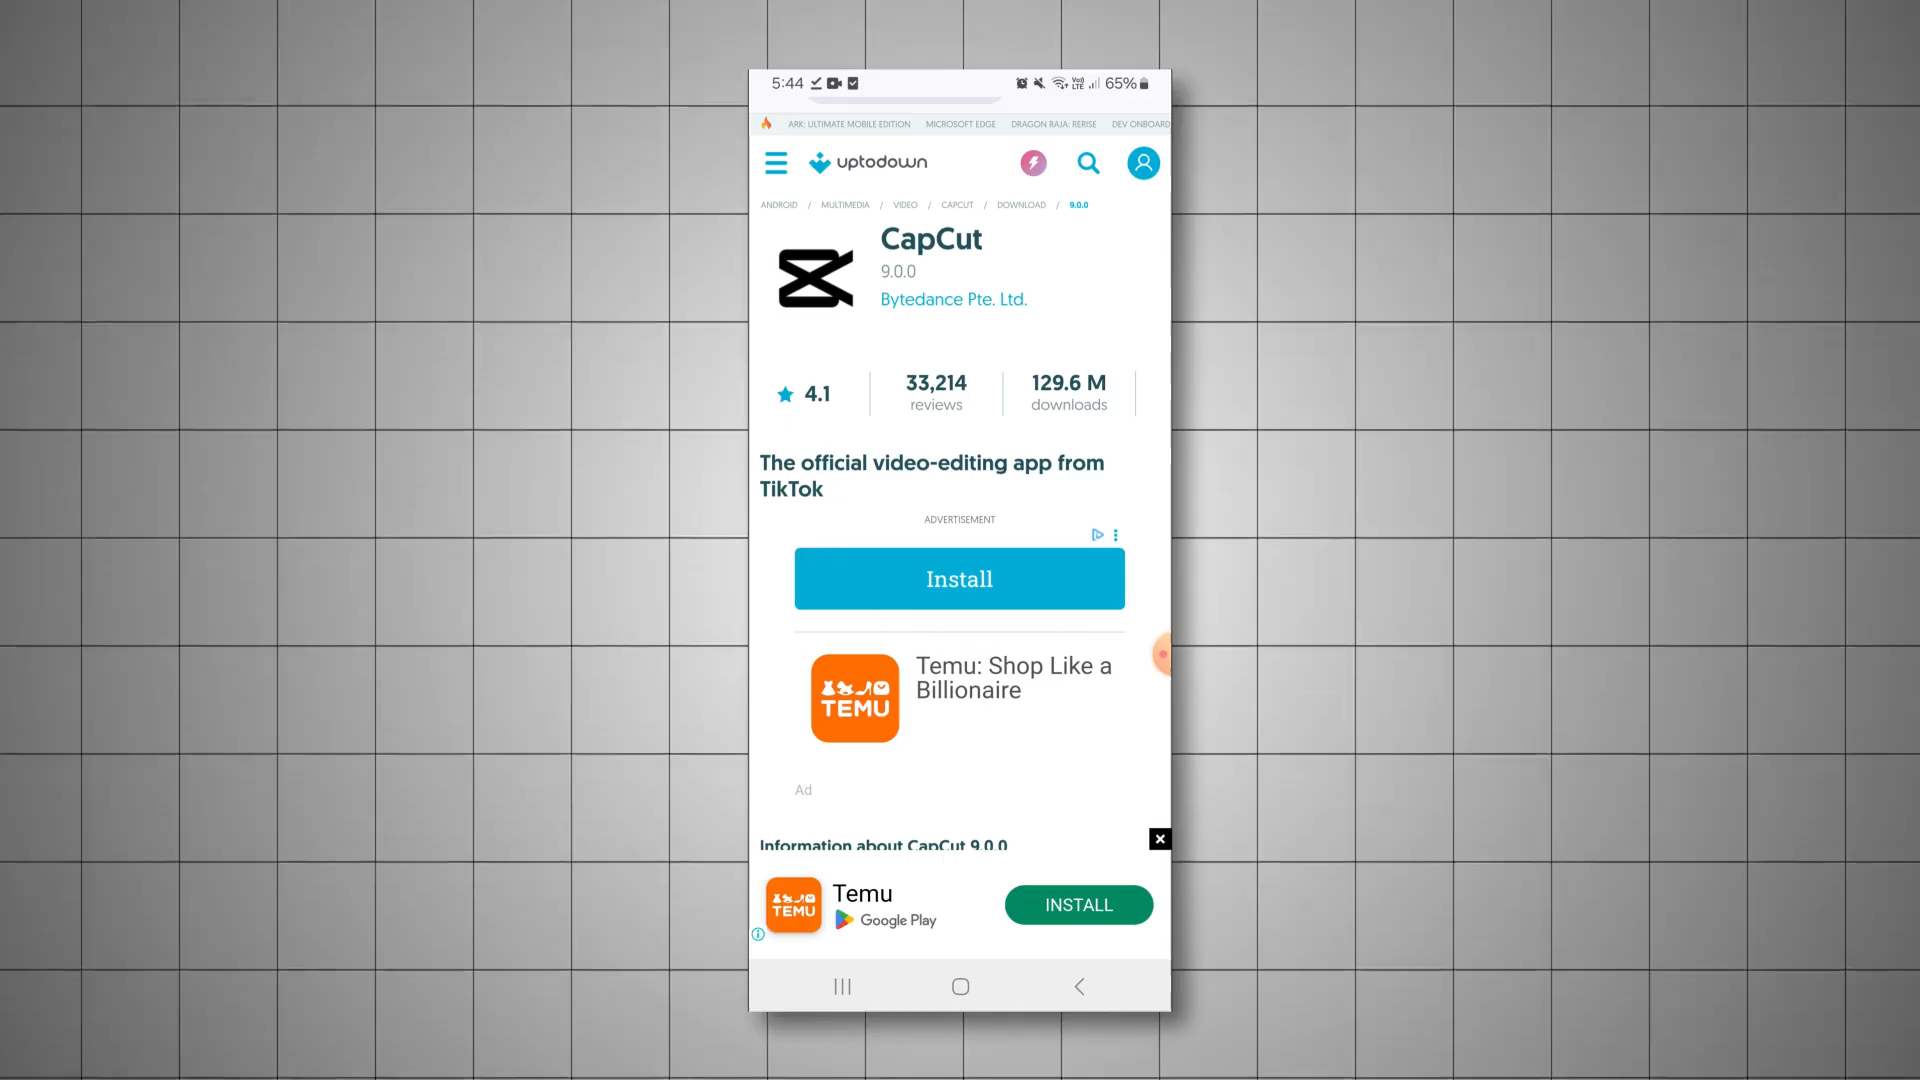 5:44
Vo) LTE 65%
ARK: ULTIMATE MOBILE EDITION MICROSOFT EDGE DRAGON RAJA: RERISE DEV ONBOARD
uptodown
ANDROID / MULTIMEDIA / VIDEO / CAPCUT / DOWNLOAD / 9.0.0
CapCut
9.0.0
Bytedance Pte. Ltd.
4.1
33,214
reviews
129.6 M
downloads
The official video-editing app from
TikTok
ADVERTISEMENT
Install
TEMU
Temu: Shop Like a
Billionaire
Ad
Information about CapCut 9.0.0
TEMU
Temu
Google Play
INSTALL